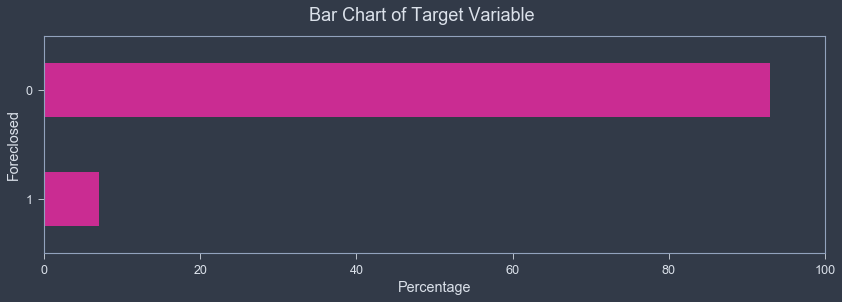 Bar Chart of Target Variable
Foreclosed
0
1
0 20 40 60 80 100
Percentage